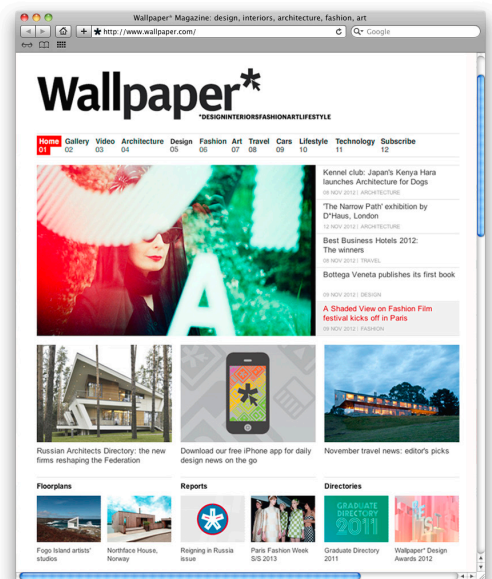 Wallpaper* Magazine: design, interiors, architecture, fashion, art
http://www.wallpaper.com/
Google
Wallpaper*
*DESIGNINTERIORSFASHIONARTLIFESTYLE
Home Gallery Video Architecture Design Fashion Art Travel Cars Lifestyle Technology Subscribe
01 02 03 04 05 06 07 08 09 10 11 12
A
Kennel club: Japan's Kenya Hara
launches Architecture for Dogs
09 NOV 2012 | ARCHITECTURE
'The Narrow Path' exhibition by
D*Haus, London
12 NOV 2012 | ARCHITECTURE
Best Business Hotels 2012:
The winners
09 NOV 2012 | TRAVEL
Bottega Veneta publishes its first book
09 NOV 2012 | DESIGN
A Shaded View on Fashion Film
festival kicks off in Paris
09 NOV 2012 | FASHION
Russian Architects Directory: the new
firms reshaping the Federation
Download our free iPhone app for daily
design news on the go
November travel news: editor's picks
Floorplans
Reports
Directories
GRADUATE
DIRECTORY
2011
Fogo Island artists'
studios
Northface House,
Norway
Reigning in Russia
issue
Paris Fashion Week
S/S 2013
Graduate Directory
2011
Wallpaper* Design
Awards 2012